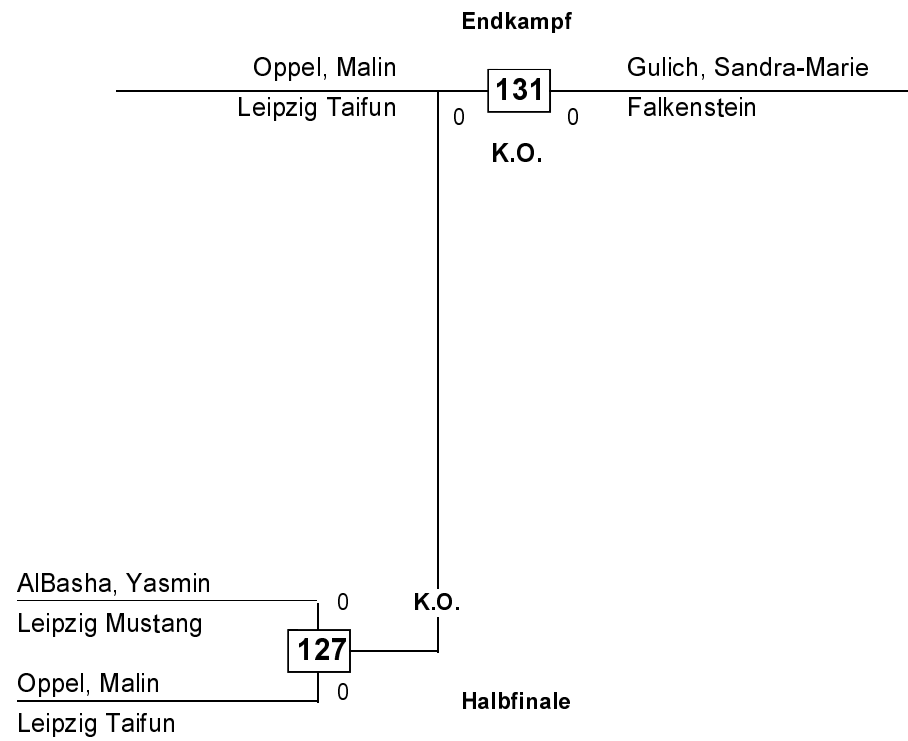 Endkampf
Oppel, Malin
131
Gulich, Sandra-Marie
Leipzig Taifun
0
0
Falkenstein
K.O.
AlBasha, Yasmin
0
K.O.
Leipzig Mustang
127
Oppel, Malin
0
Halbfinale
Leipzig Taifun